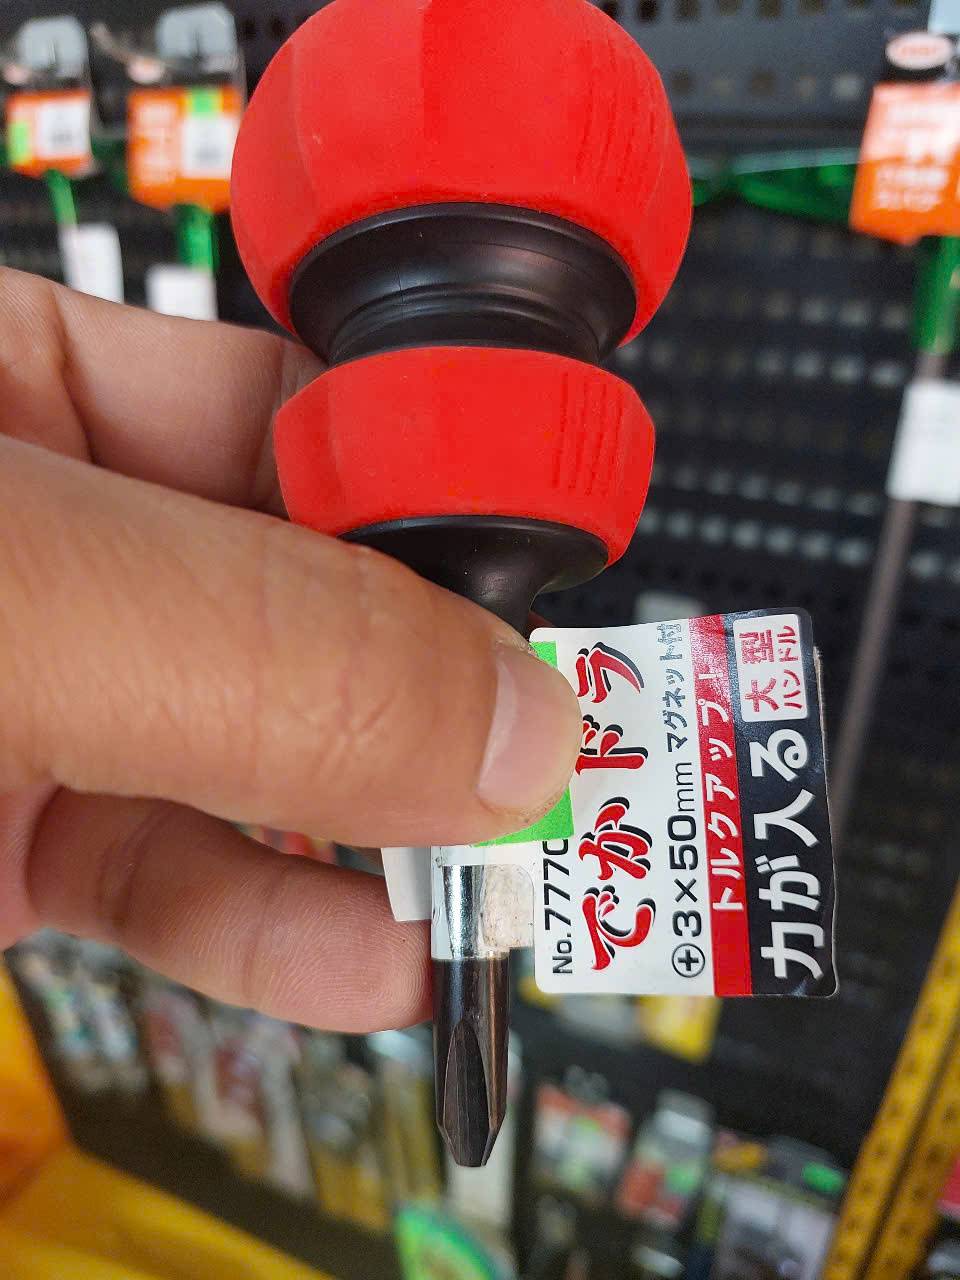 No.7770
でかドラ
⊕3×50mm マグネット付
トルクアップ!
力が入る
大型
ハンドル